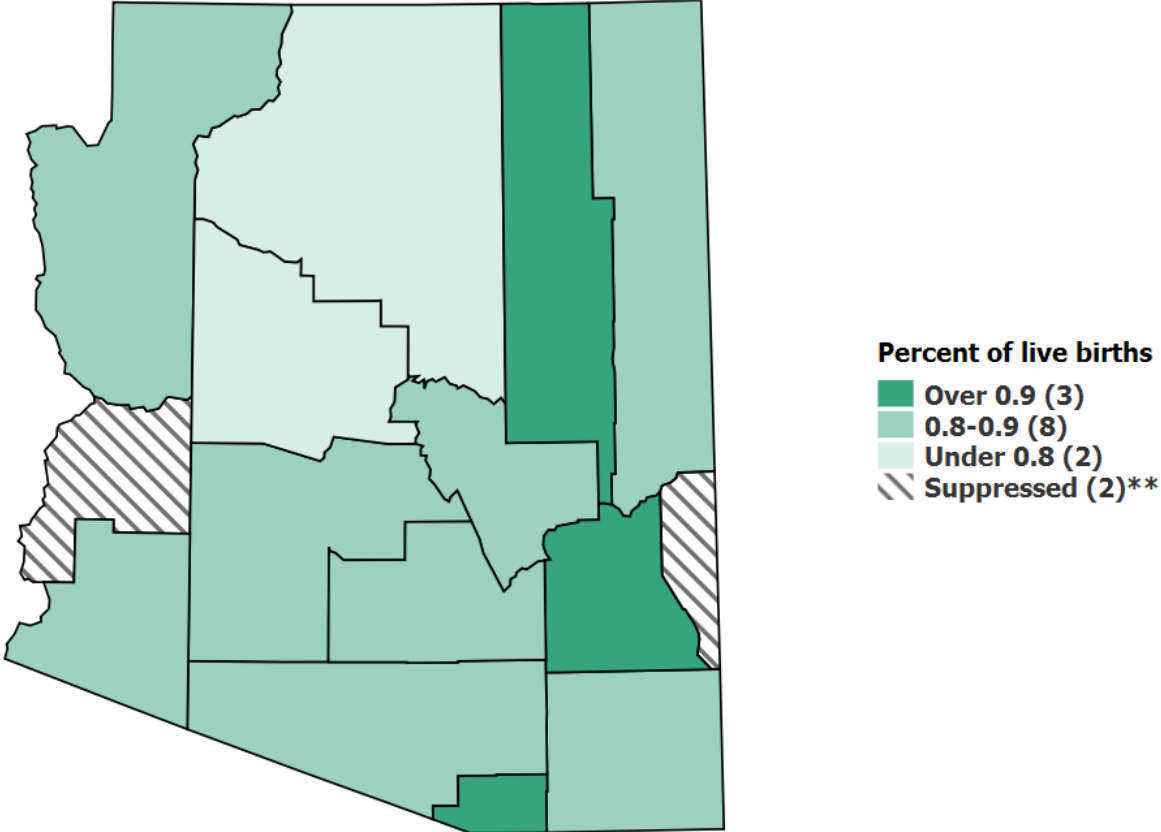 Percent of live births
Over 0.9 (3)
0.8-0.9 (8)
Under 0.8 (2)
Suppressed (2)**